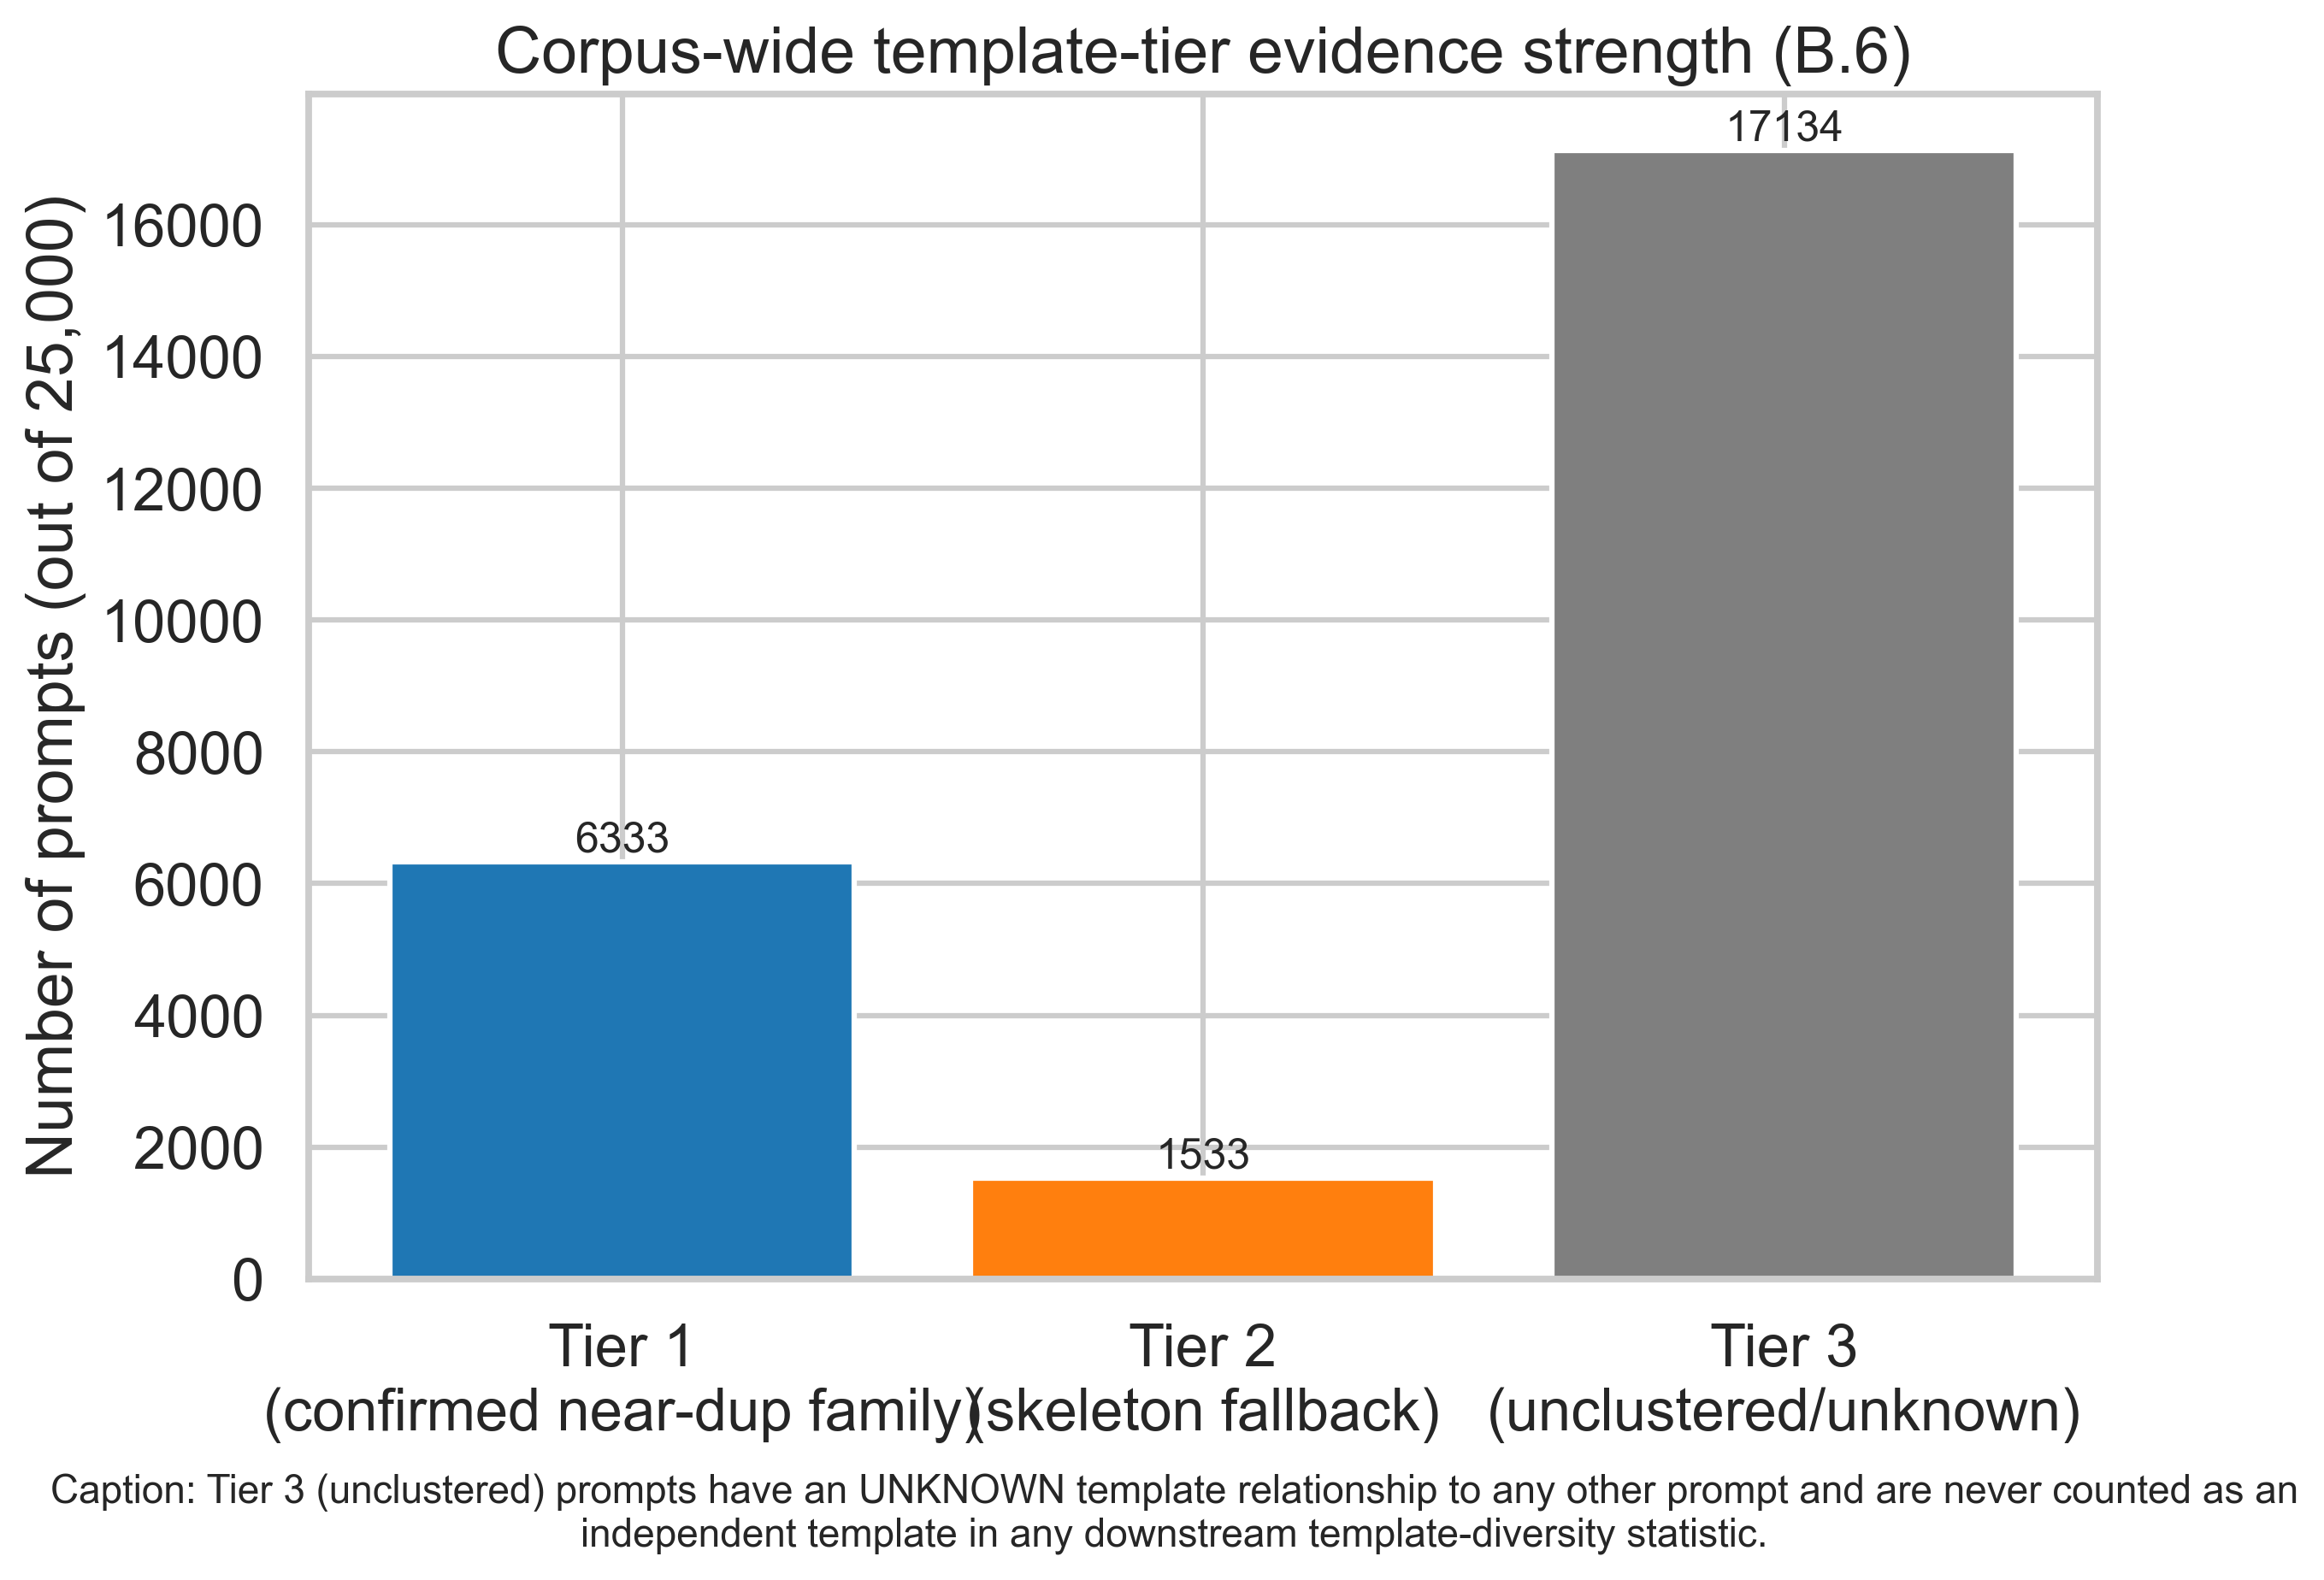 Corpus-wide template-tier evidence strength (B.6)
Number of prompts (out of 25,000)
16000
14000
12000
10000
8000
6000
4000
2000
0
17134
6333
1533
Tier 1
(confirmed near-dup family)
Tier 2
(skeleton fallback)
Tier 3
(unclustered/unknown)
Caption: Tier 3 (unclustered) prompts have an UNKNOWN template relationship to any other prompt and are never counted as an
independent template in any downstream template-diversity statistic.